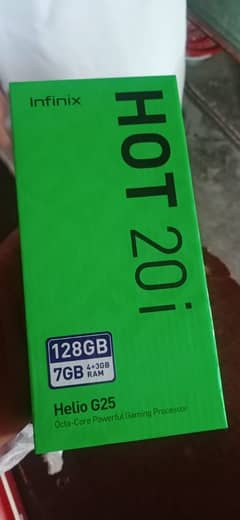 Infinix
HOT 20i
128GB
7GB 4+3GB RAM
Helio G25
Octa-Core Powerful Gaming Processor